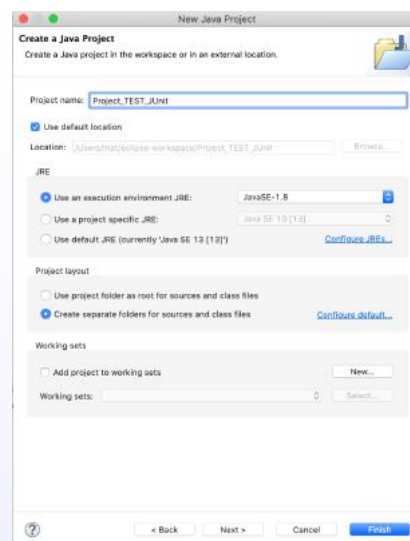 New Java Project
Create a Java Project
Create a Java project in the workspace or in an external location.
Project name: Project_TEST_JUnit
Use default location
Location: Browse...
JRE
Use an execution environment JRE: JavaSE-1.8
Use a project specific JRE: Java SE 13 [13]
Use default JRE (currently 'Java SE 13 [13]') Configure JREs...
Project layout
Use project folder as root for sources and class files
Create separate folders for sources and class files Configure default...
Working sets
Add project to working sets New...
Working sets: Select...
? < Back Next > Cancel Finish